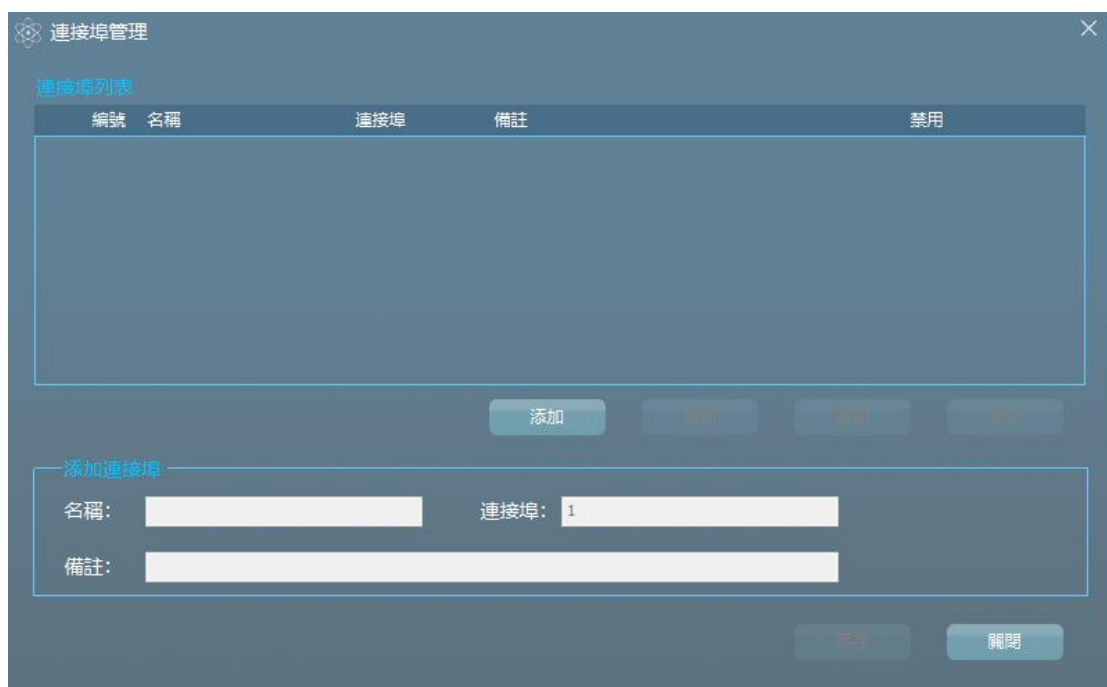 連接埠管理
連接埠列表
編號 名稱 連接埠 備註 禁用
添加
添加連接埠
名稱： 連接埠： 1
備註：
保存 關閉